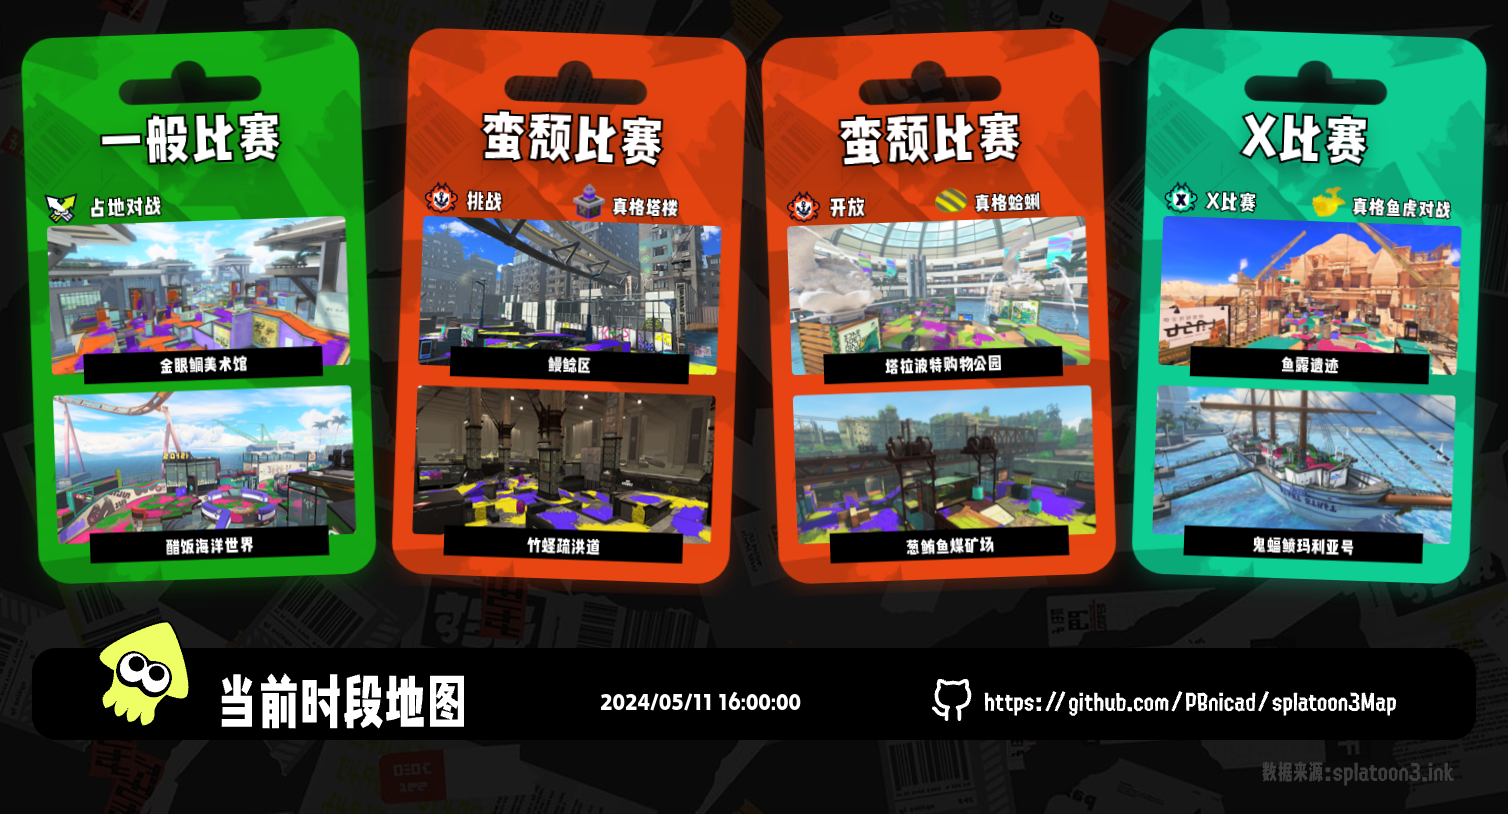 一般比赛
占地对战
金眼鲷美术馆
醋饭海洋世界
蛮颓比赛
挑战
真格塔楼
鳗鲶区
竹蛏疏洪道
蛮颓比赛
开放
真格蛤蜊
塔拉波特购物公园
葱鲔鱼煤矿场
X比赛
X比赛
真格鱼虎对战
鱼露遗迹
鬼蝠鲼玛利亚号
当前时段地图
2024/05/11 16:00:00
https://github.com/PBnicad/splatoon3Map
数据来源:splatoon3.ink